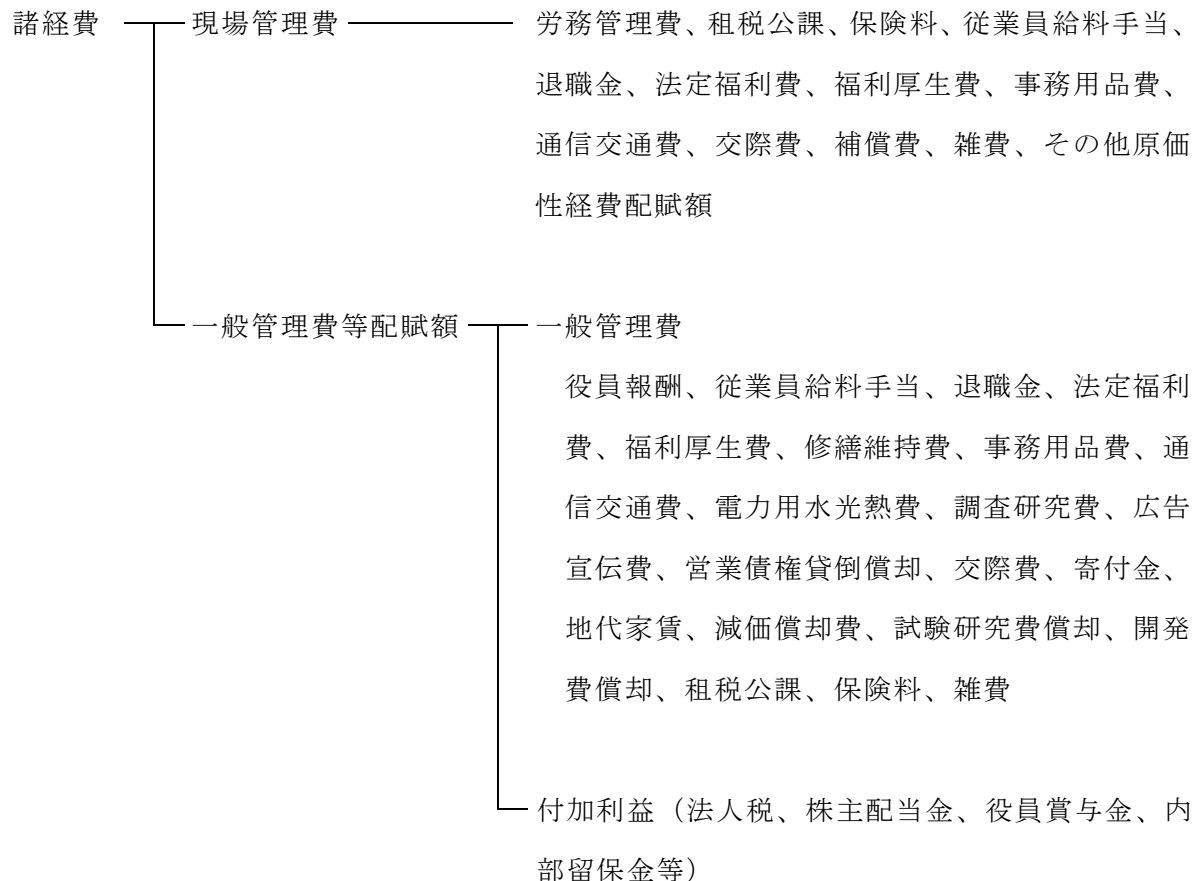 諸経費 現場管理費 労務管理費、租税公課、保険料、従業員給料手当、
退職金、法定福利費、福利厚生費、事務用品費、
通信交通費、交際費、補償費、雑費、その他原価
性経費配賦額
一般管理費等配賦額 一般管理費
役員報酬、従業員給料手当、退職金、法定福利
費、福利厚生費、修繕維持費、事務用品費、通
信交通費、電力用水光熱費、調査研究費、広告
宣伝費、営業債権貸倒償却、交際費、寄付金、
地代家賃、減価償却費、試験研究費償却、開発
費償却、租税公課、保険料、雑費
付加利益（法人税、株主配当金、役員賞与金、内
部留保金等）